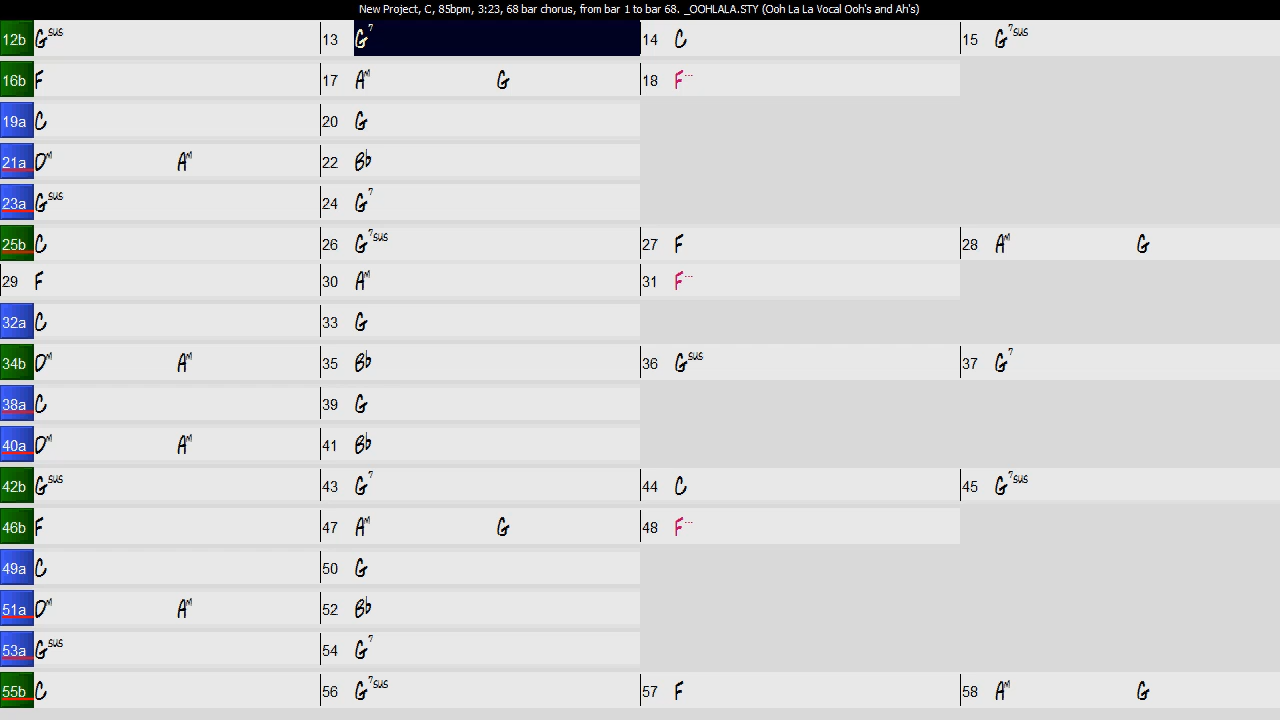 New Project, C, 85bpm, 3:23, 68 bar chorus, from bar 1 to bar 68. _OOHLALA.STY (Ooh La La Vocal Ooh's and Ah's)
12b Gsus 13 G7 14 C 15 G7sus
16b F 17 Am G 18 F...
19a C 20 G
21a Dm Am 22 Bb
23a Gsus 24 G7
25b C 26 G7sus 27 F 28 Am G
29 F 30 Am 31 F...
32a C 33 G
34b Dm Am 35 Bb 36 Gsus 37 G7
38a C 39 G
40a Dm Am 41 Bb
42b Gsus 43 G7 44 C 45 G7sus
46b F 47 Am G 48 F...
49a C 50 G
51a Dm Am 52 Bb
53a Gsus 54 G7
55b C 56 G7sus 57 F 58 Am G